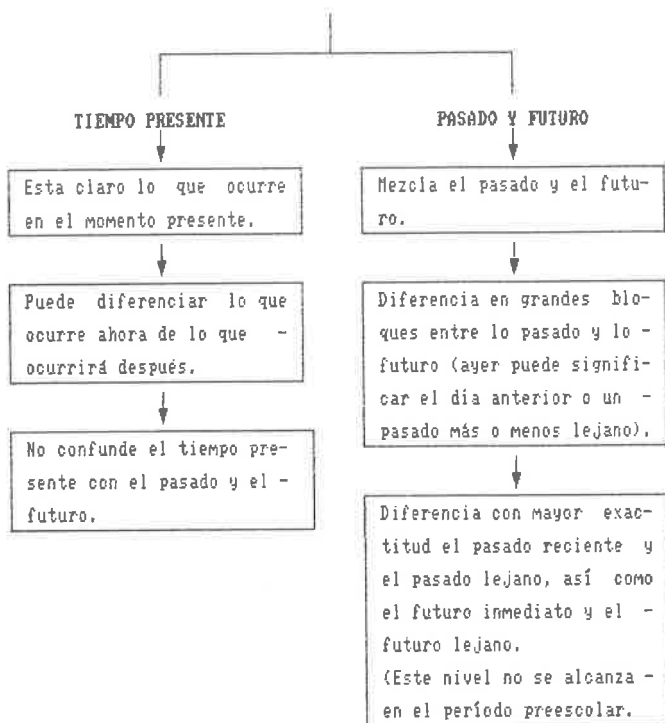 TIEMPO PRESENTE
Esta claro lo que ocurre
en el momento presente.
Puede diferenciar lo que
ocurre ahora de lo que -
ocurrirá después.
No confunde el tiempo pre-
sente con el pasado y el -
futuro.
PASADO Y FUTURO
Mezcla el pasado y el futu-
ro.
Diferencia en grandes blo-
ques entre lo pasado y lo -
futuro (ayer puede signifi-
car el día anterior o un -
pasado más o menos lejano).
Diferencia con mayor exac-
titud el pasado reciente y
el pasado lejano, así como
el futuro inmediato y el -
futuro lejano.
(Este nivel no se alcanza -
en el período preescolar.